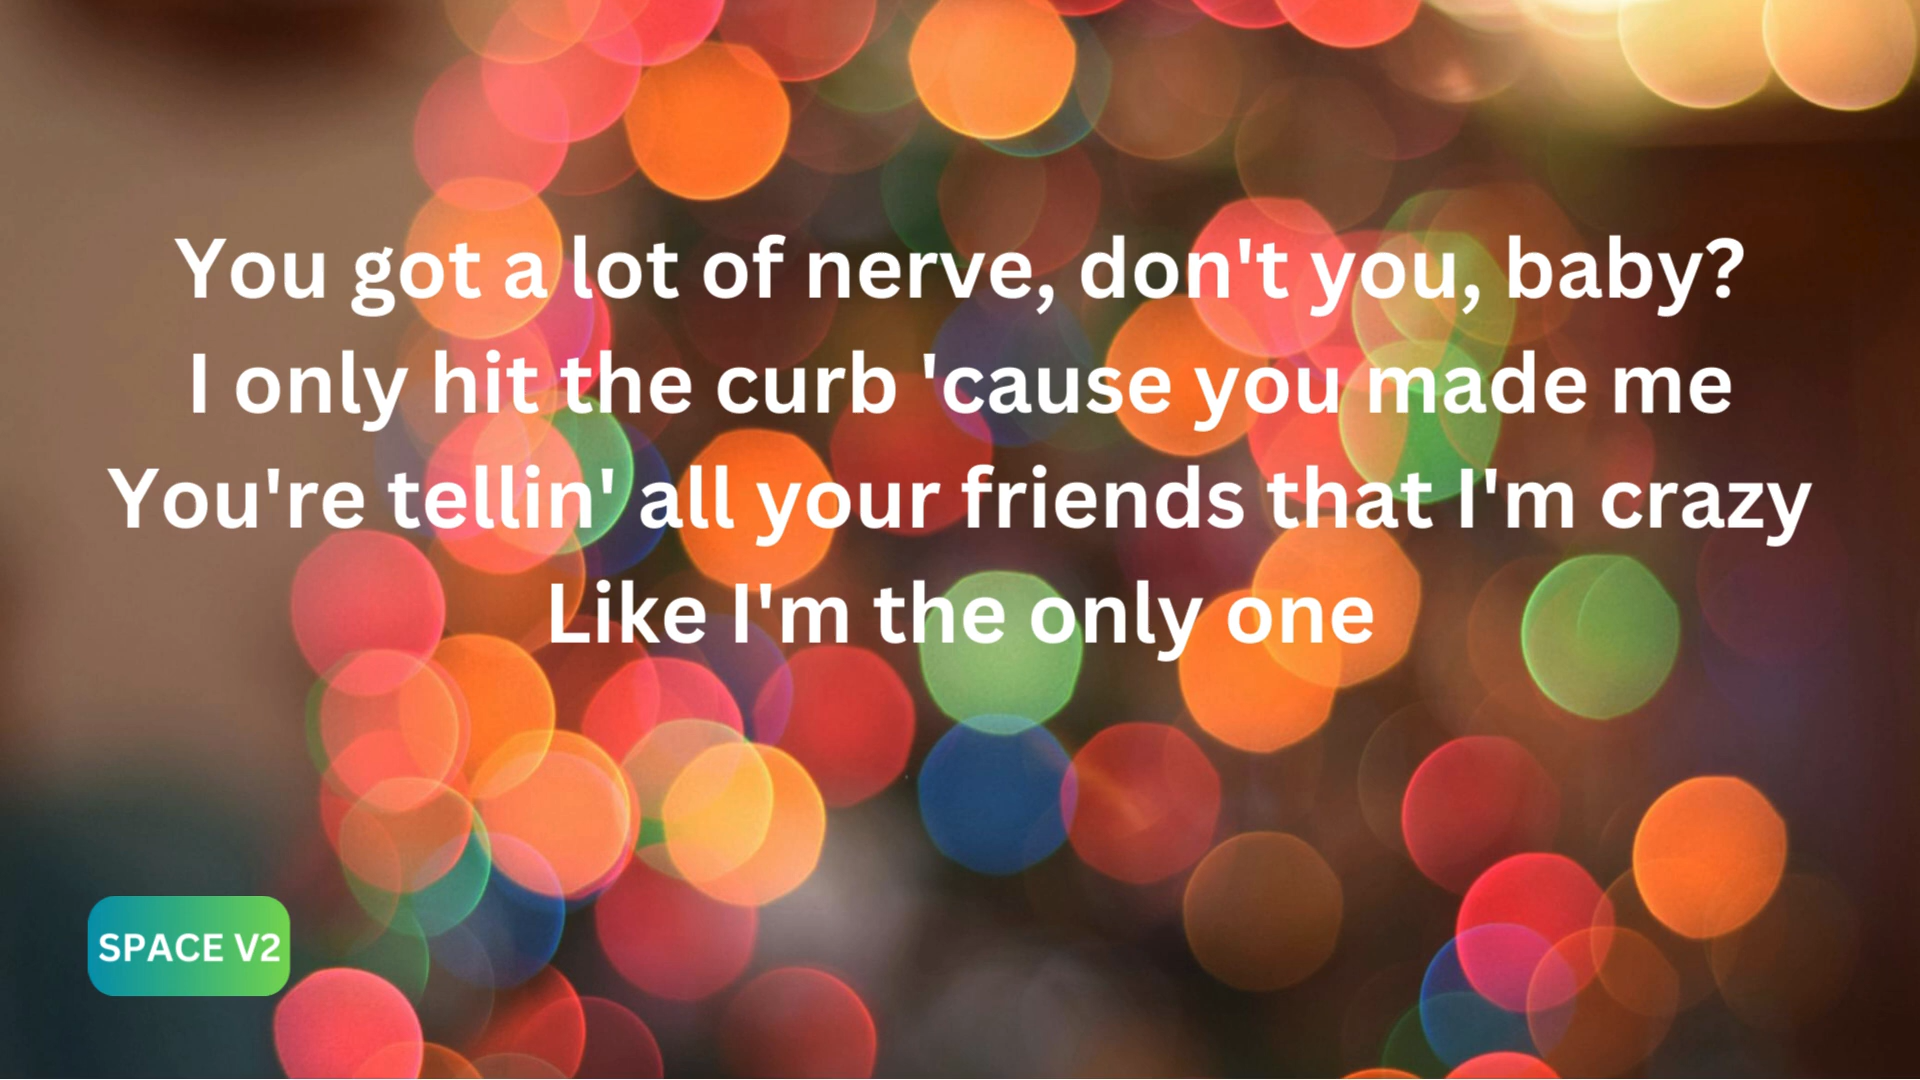 You got a lot of nerve, don't you, baby?
I only hit the curb 'cause you made me
You're tellin' all your friends that I'm crazy
Like I'm the only one
SPACE V2